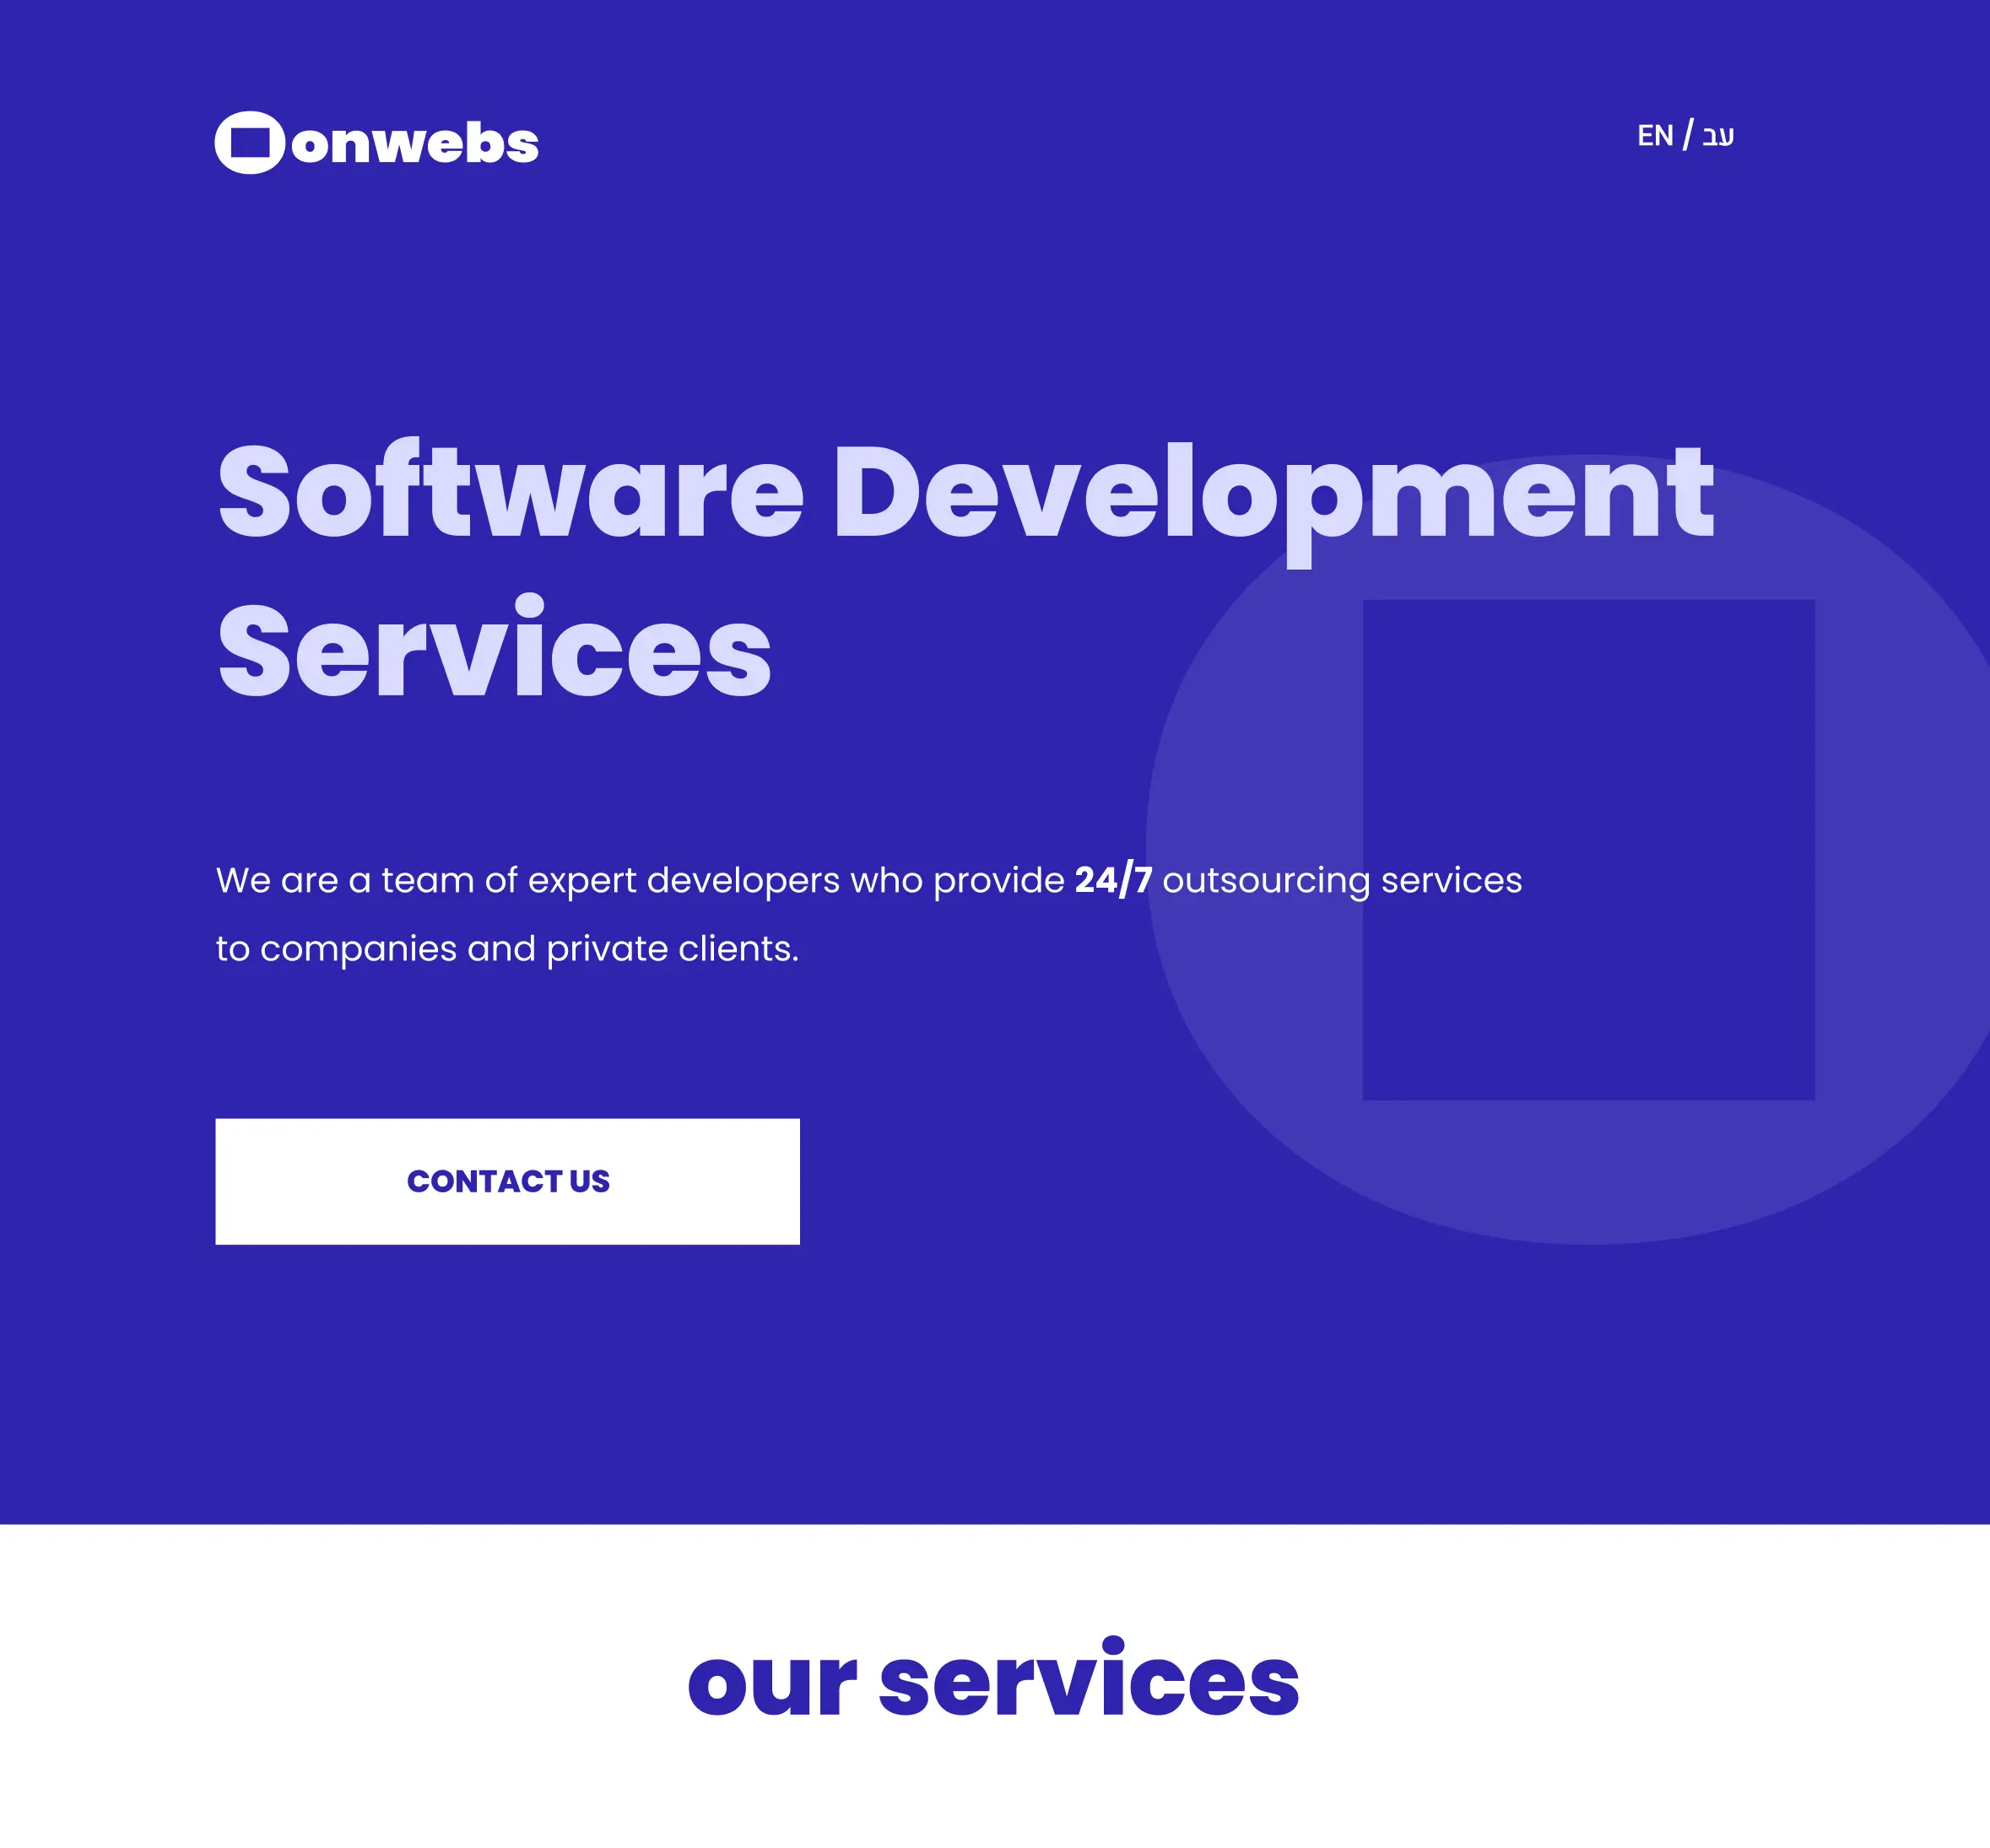 onwebs
EN / עב
Software Development
Services
We are a team of expert developers who provide 24/7 outsourcing services
to companies and private clients.
CONTACT US
our services